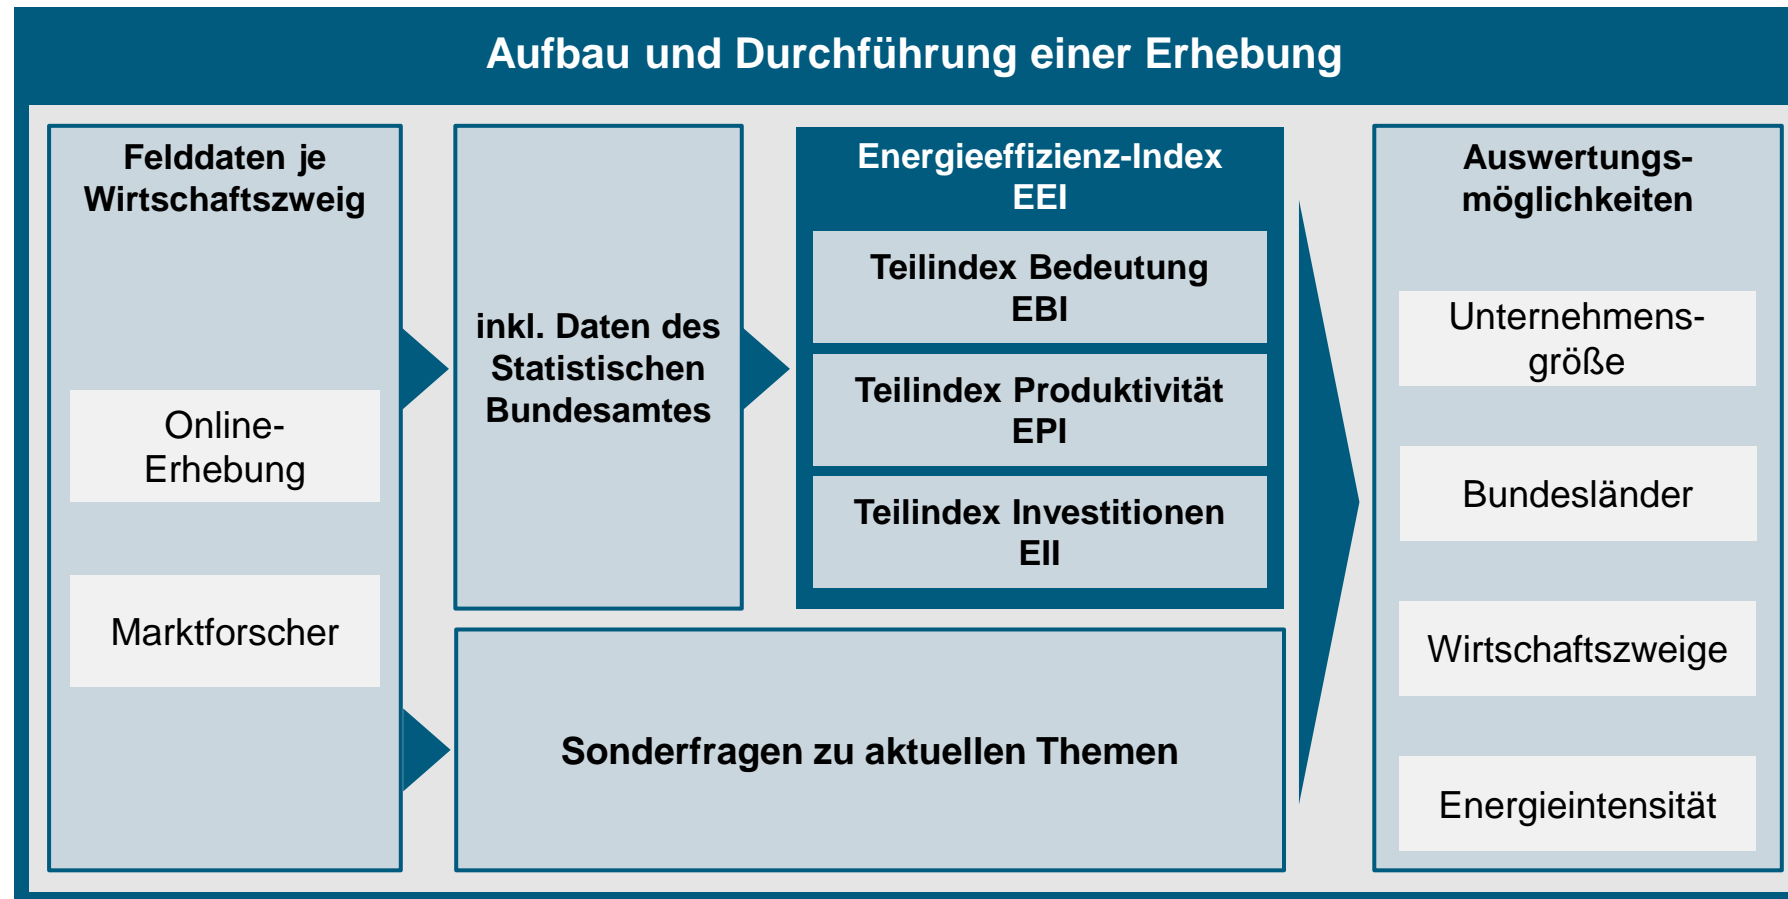 Aufbau und Durchführung einer Erhebung
Felddaten je
Wirtschaftszweig
Online-
Erhebung
Marktforscher
inkl. Daten des
Statistischen
Bundesamtes
Energieeffizienz-Index
EEI
Teilindex Bedeutung
EBI
Teilindex Produktivität
EPI
Teilindex Investitionen
EII
Sonderfragen zu aktuellen Themen
Auswertungs-
möglichkeiten
Unternehmens-
größe
Bundesländer
Wirtschaftszweige
Energieintensität